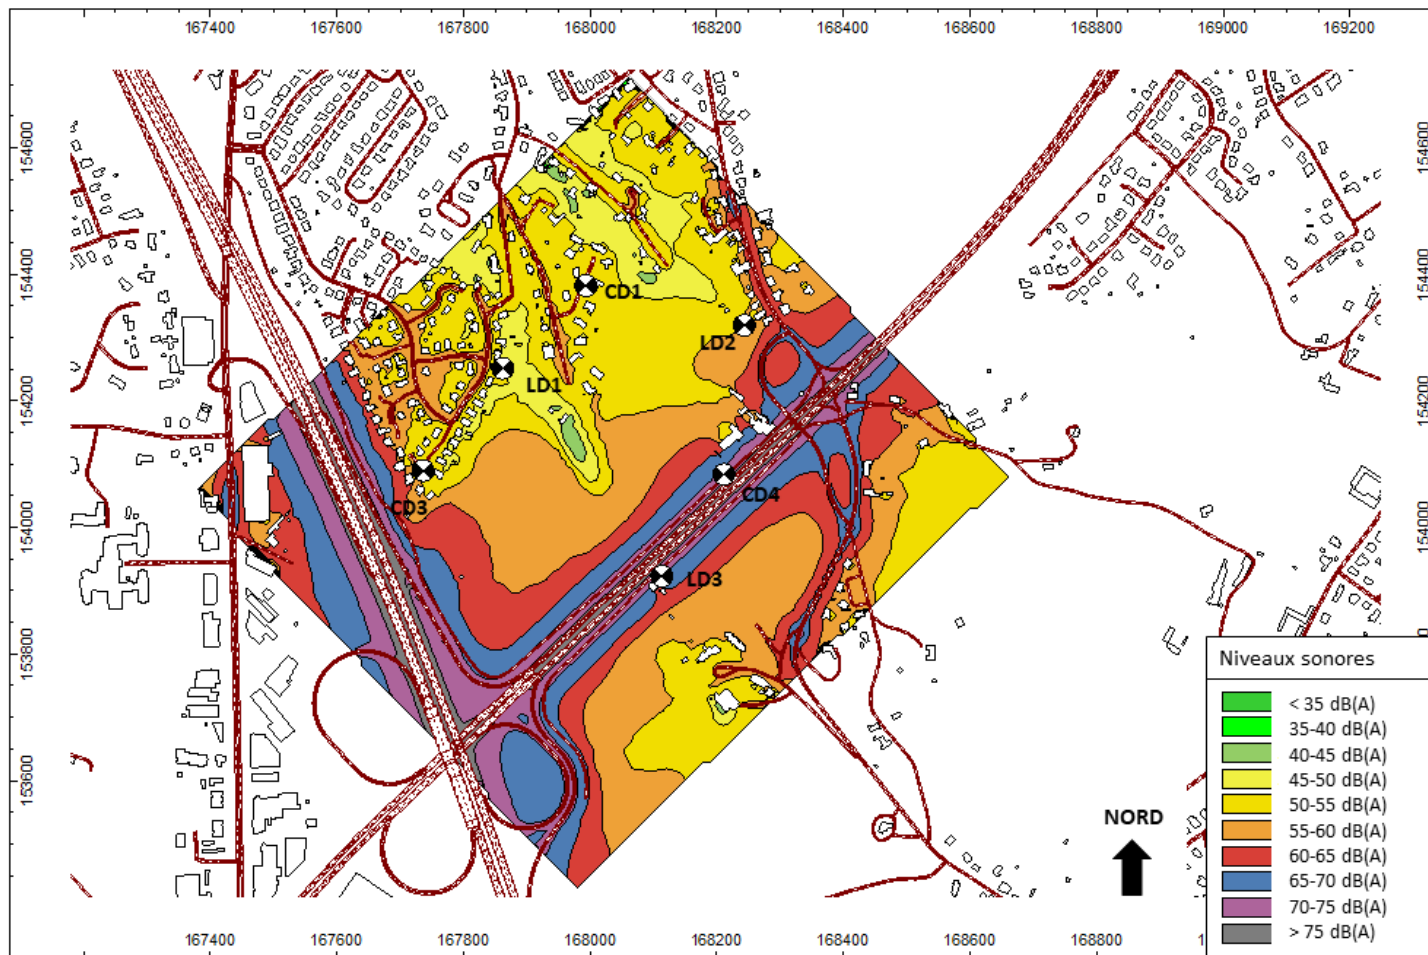 167400 167600 167800 168000 168200 168400 168600 168800 169000 169200
154600 154600
154400 154400
CD1
LD2
LD1
154200 154200
CD4
CD3
154000 154000
LD3
153800
Niveaux sonores
< 35 dB(A)
35-40 dB(A)
40-45 dB(A)
45-50 dB(A)
153600
50-55 dB(A)
NORD
55-60 dB(A)
60-65 dB(A)
65-70 dB(A)
70-75 dB(A)
> 75 dB(A)
167400 167600 167800 168000 168200 168400 168600 168800